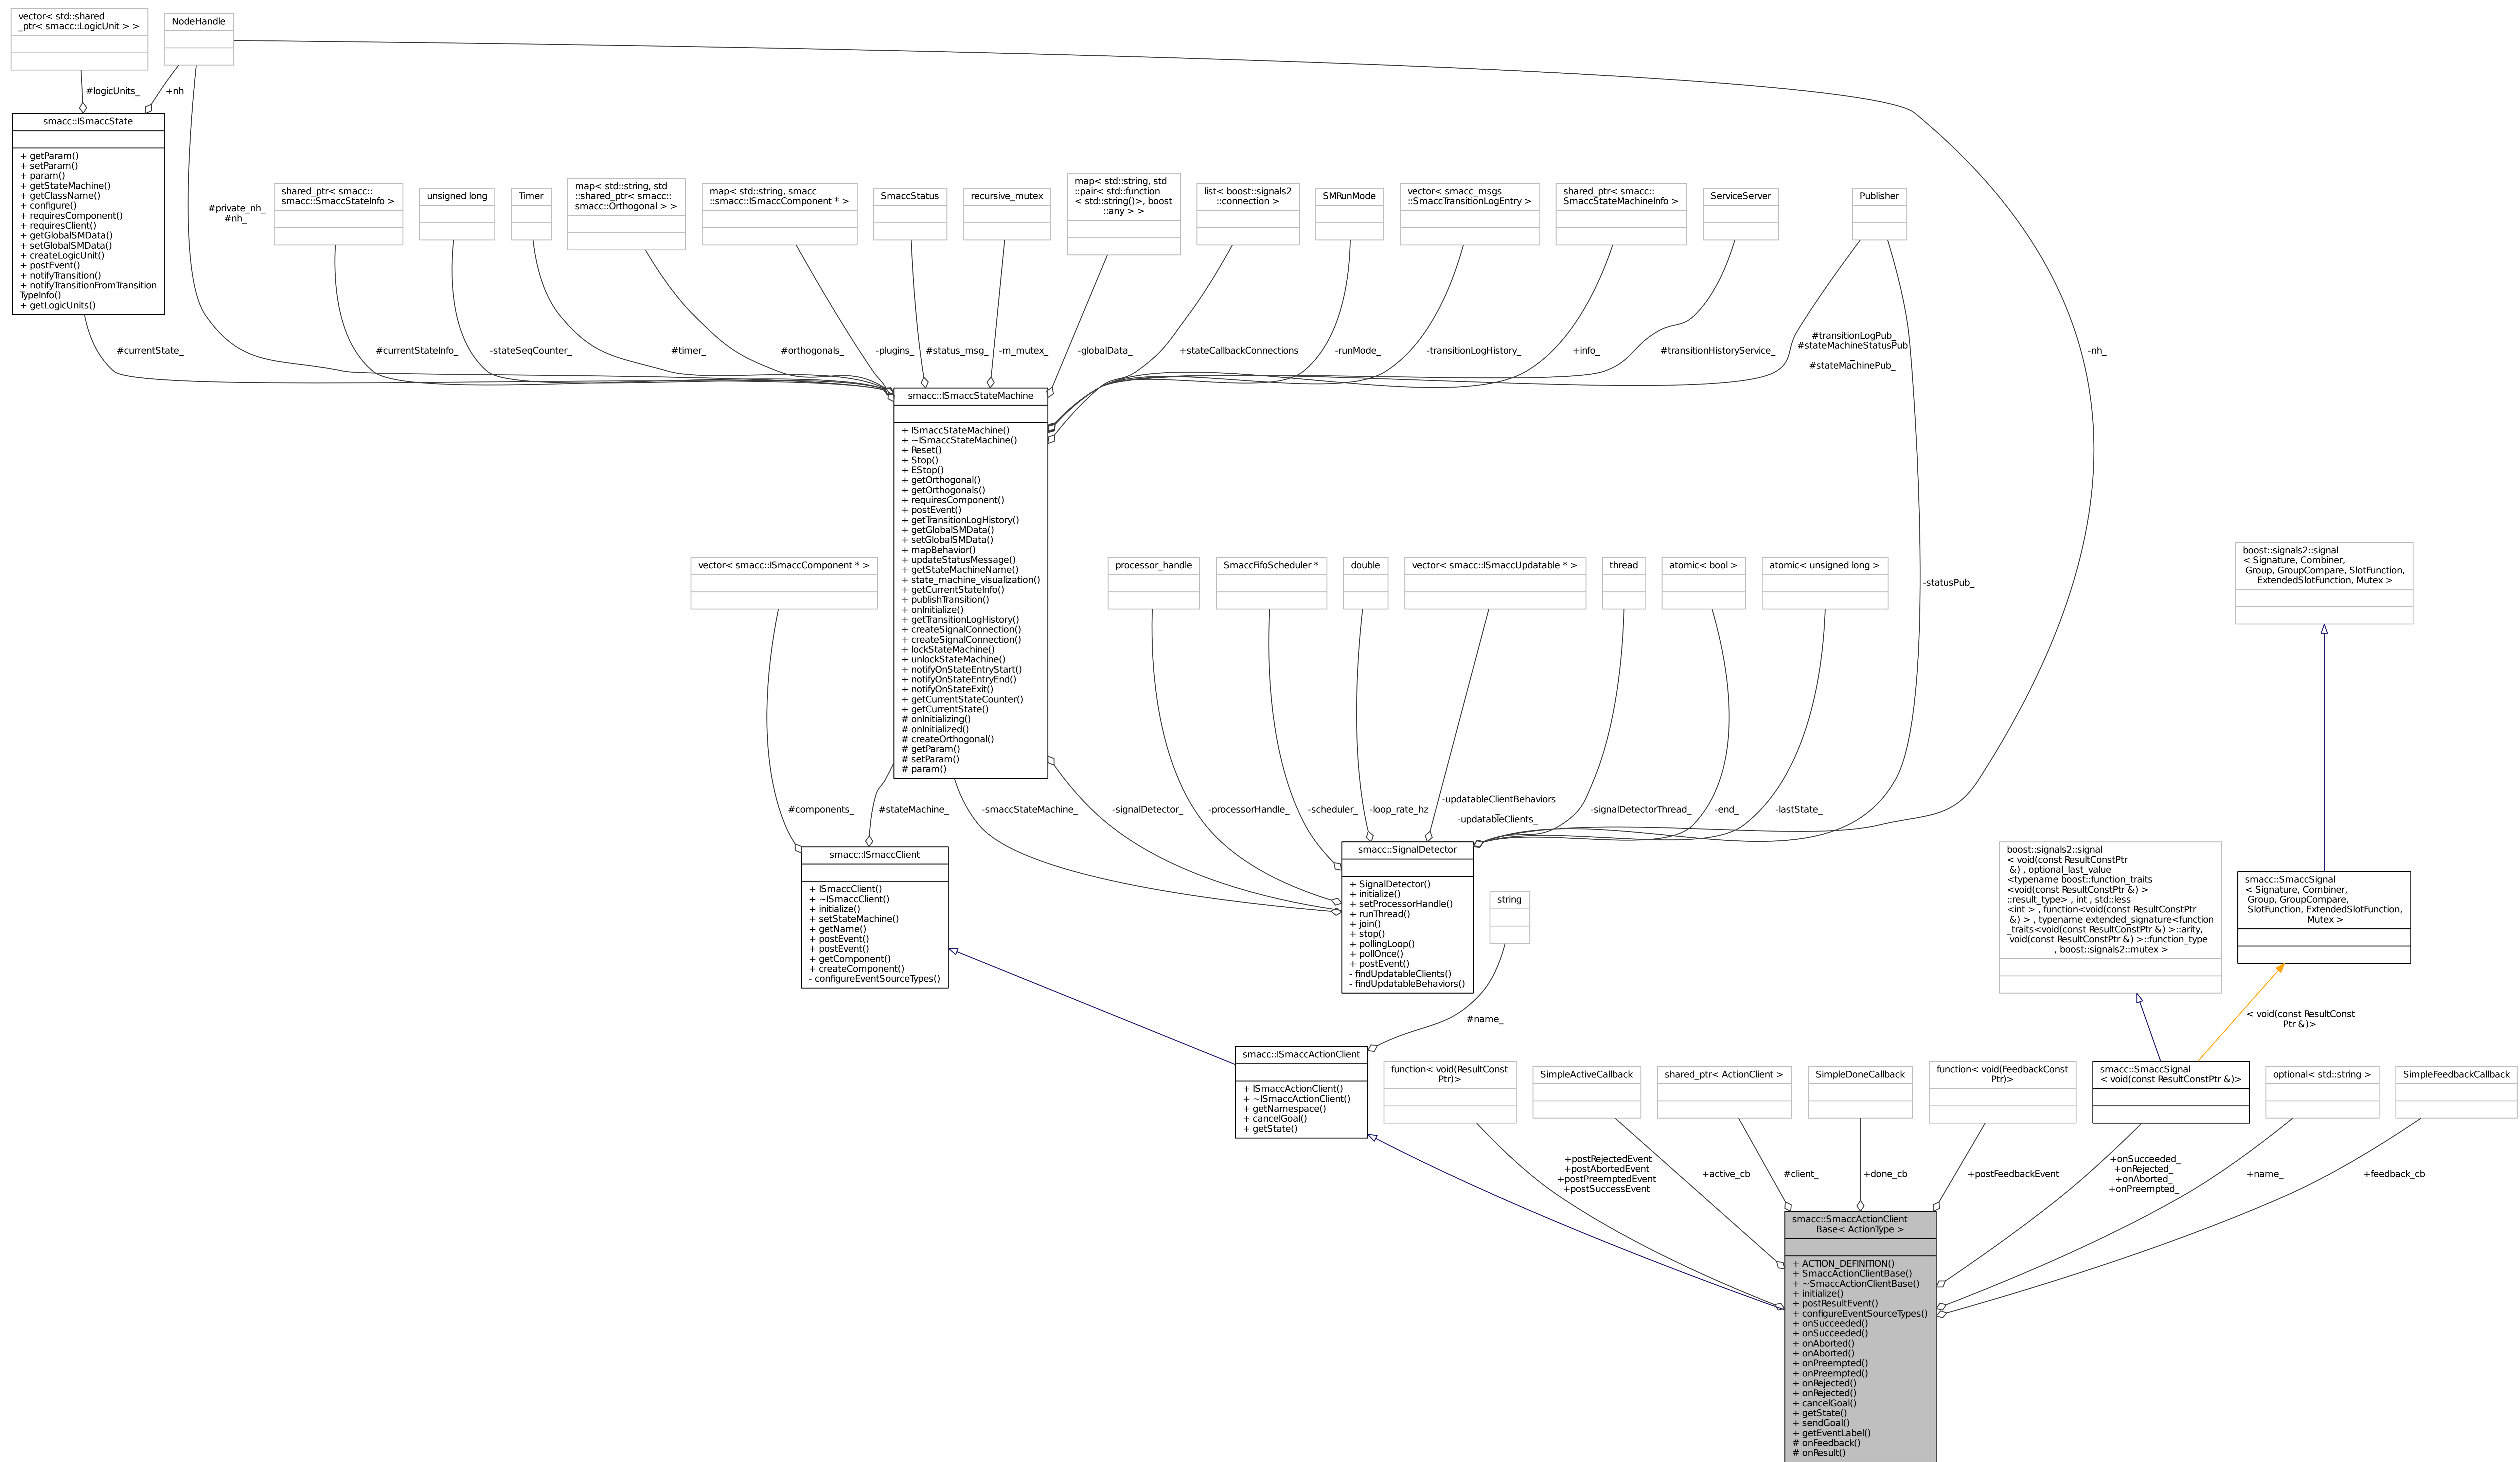 vector< std::shared
_ptr< smacc::LogicUnit > >
NodeHandle
#logicUnits_
+nh
smacc::ISmaccState
+ getParam()
+ setParam()
+ param()
+ getStateMachine()
+ getClassName()
+ configure()
+ requiresComponent()
+ requiresClient()
+ getGlobalSMData()
+ setGlobalSMData()
+ createLogicUnit()
+ postEvent()
+ notifyTransition()
+ notifyTransitionFromTransition
TypeInfo()
+ getLogicUnits()
#private_nh_
#nh_
shared_ptr< smacc::
smacc::SmaccStateInfo >
unsigned long
Timer
map< std::string, std
::shared_ptr< smacc::
smacc::Orthogonal > >
map< std::string, smacc
::smacc::ISmaccComponent * >
SmaccStatus
recursive_mutex
map< std::string, std
::pair< std::function
< std::string()>, boost
::any > >
list< boost::signals2
::connection >
SMRunMode
vector< smacc_msgs
::SmaccTransitionLogEntry >
shared_ptr< smacc::
SmaccStateMachineInfo >
ServiceServer
Publisher
#currentState_
#currentStateInfo_
-stateSeqCounter_
#timer_
#orthogonals_
-plugins_
#status_msg_
-m_mutex_
-globalData_
+stateCallbackConnections
-runMode_
-transitionLogHistory_
+info_
#transitionHistoryService_
#transitionLogPub_
#stateMachineStatusPub
_
#stateMachinePub_
-nh_
smacc::ISmaccStateMachine
+ ISmaccStateMachine()
+ ~ISmaccStateMachine()
+ Reset()
+ Stop()
+ EStop()
+ getOrthogonal()
+ getOrthogonals()
+ requiresComponent()
+ postEvent()
+ getTransitionLogHistory()
+ getGlobalSMData()
+ setGlobalSMData()
+ mapBehavior()
+ updateStatusMessage()
+ getStateMachineName()
+ state_machine_visualization()
+ getCurrentStateInfo()
+ publishTransition()
+ onInitialize()
+ getTransitionLogHistory()
+ createSignalConnection()
+ createSignalConnection()
+ lockStateMachine()
+ unlockStateMachine()
+ notifyOnStateEntryStart()
+ notifyOnStateEntryEnd()
+ notifyOnStateExit()
+ getCurrentStateCounter()
+ getCurrentState()
# onInitializing()
# onInitialized()
# createOrthogonal()
# getParam()
# setParam()
# param()
vector< smacc::ISmaccComponent * >
processor_handle
SmaccFifoScheduler *
double
vector< smacc::ISmaccUpdatable * >
thread
atomic< bool >
atomic< unsigned long >
-statusPub_
boost::signals2::signal
< Signature, Combiner,
Group, GroupCompare, SlotFunction,
ExtendedSlotFunction, Mutex >
#components_
#stateMachine_
-smaccStateMachine_
-signalDetector_
-processorHandle_
-scheduler_
-loop_rate_hz
-updatableClientBehaviors
_
-updatableClients_
-signalDetectorThread_
-end_
-lastState_
smacc::ISmaccClient
+ ISmaccClient()
+ ~ISmaccClient()
+ initialize()
+ setStateMachine()
+ getName()
+ postEvent()
+ postEvent()
+ getComponent()
+ createComponent()
- configureEventSourceTypes()
smacc::SignalDetector
+ SignalDetector()
+ initialize()
+ setProcessorHandle()
+ runThread()
+ join()
+ stop()
+ pollingLoop()
+ pollOnce()
+ postEvent()
- findUpdatableClients()
- findUpdatableBehaviors()
string
boost::signals2::signal
< void(const ResultConstPtr
&) , optional_last_value
<typename boost::function_traits
<void(const ResultConstPtr &) >
::result_type> , int , std::less
<int > , function<void(const ResultConstPtr
&) > , typename extended_signature<function
_traits<void(const ResultConstPtr &) >::arity,
void(const ResultConstPtr &) >::function_type
, boost::signals2::mutex >
smacc::SmaccSignal
< Signature, Combiner,
Group, GroupCompare,
SlotFunction, ExtendedSlotFunction,
Mutex >
#name_
< void(const ResultConst
Ptr &)>
smacc::ISmaccActionClient
+ ISmaccActionClient()
+ ~ISmaccActionClient()
+ getNamespace()
+ cancelGoal()
+ getState()
function< void(ResultConst
Ptr)>
SimpleActiveCallback
shared_ptr< ActionClient >
SimpleDoneCallback
function< void(FeedbackConst
Ptr)>
smacc::SmaccSignal
< void(const ResultConstPtr &)>
optional< std::string >
SimpleFeedbackCallback
+postRejectedEvent
+postAbortedEvent
+postPreemptedEvent
+postSuccessEvent
+active_cb
#client_
+done_cb
+postFeedbackEvent
+onSucceeded_
+onRejected_
+onAborted_
+onPreempted_
+name_
+feedback_cb
smacc::SmaccActionClient
Base< ActionType >
+ ACTION_DEFINITION()
+ SmaccActionClientBase()
+ ~SmaccActionClientBase()
+ initialize()
+ postResultEvent()
+ configureEventSourceTypes()
+ onSucceeded()
+ onSucceeded()
+ onAborted()
+ onAborted()
+ onPreempted()
+ onPreempted()
+ onRejected()
+ onRejected()
+ cancelGoal()
+ getState()
+ sendGoal()
+ getEventLabel()
# onFeedback()
# onResult()